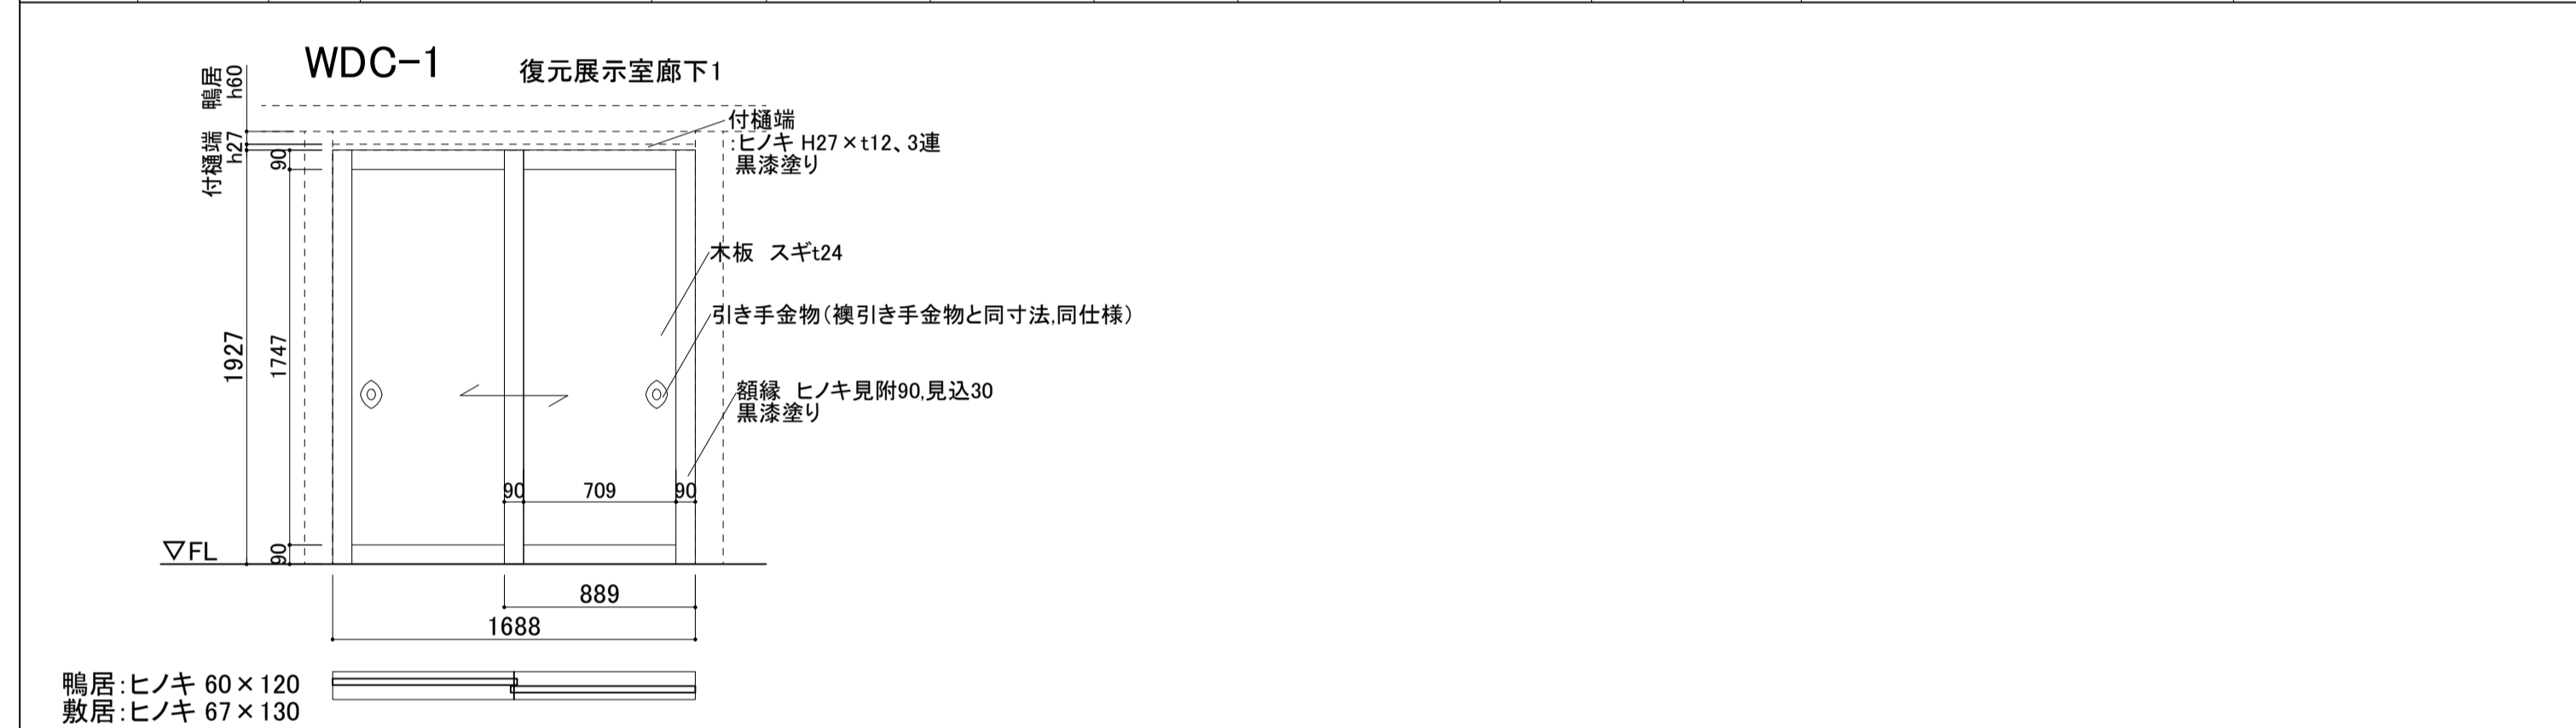 WDC-1
復元展示室廊下1
鴨居
h60
付樋端
h27
90
付樋端
:ヒノキ H27×t12、3連
黒漆塗り
木板 スギt24
引き手金物(襖引き手金物と同寸法,同仕様)
1927
1747
額縁 ヒノキ見附90,見込30
黒漆塗り
90
709
90
▽FL
90
889
1688
鴨居:ヒノキ 60×120
敷居:ヒノキ 67×130